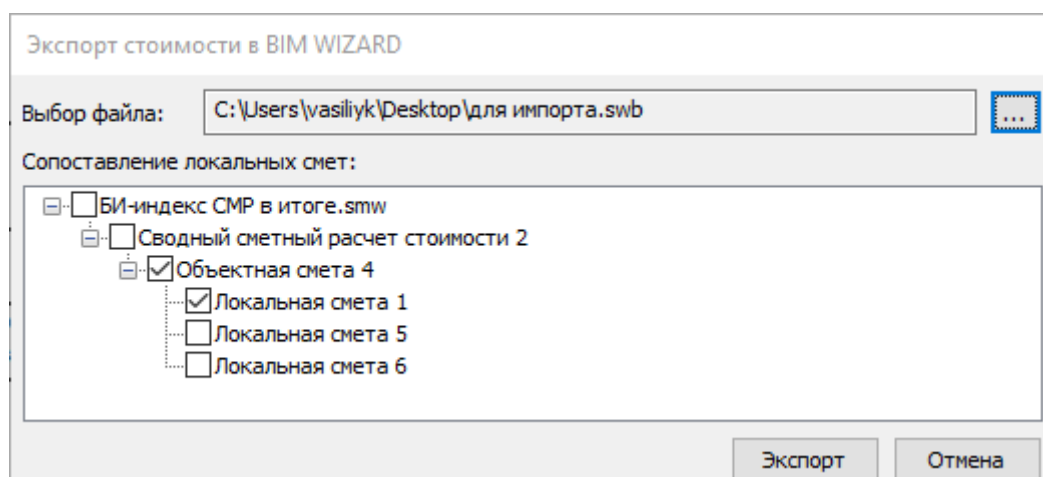 Экспорт стоимости в BIM WIZARD
Выбор файла: C:\Users\vasiliyk\Desktop\для импорта.swb ...
Сопоставление локальных смет:
БИ-индекс СМР в итоге.smw
Сводный сметный расчет стоимости 2
Объектная смета 4
Локальная смета 1
Локальная смета 5
Локальная смета 6
Экспорт Отмена